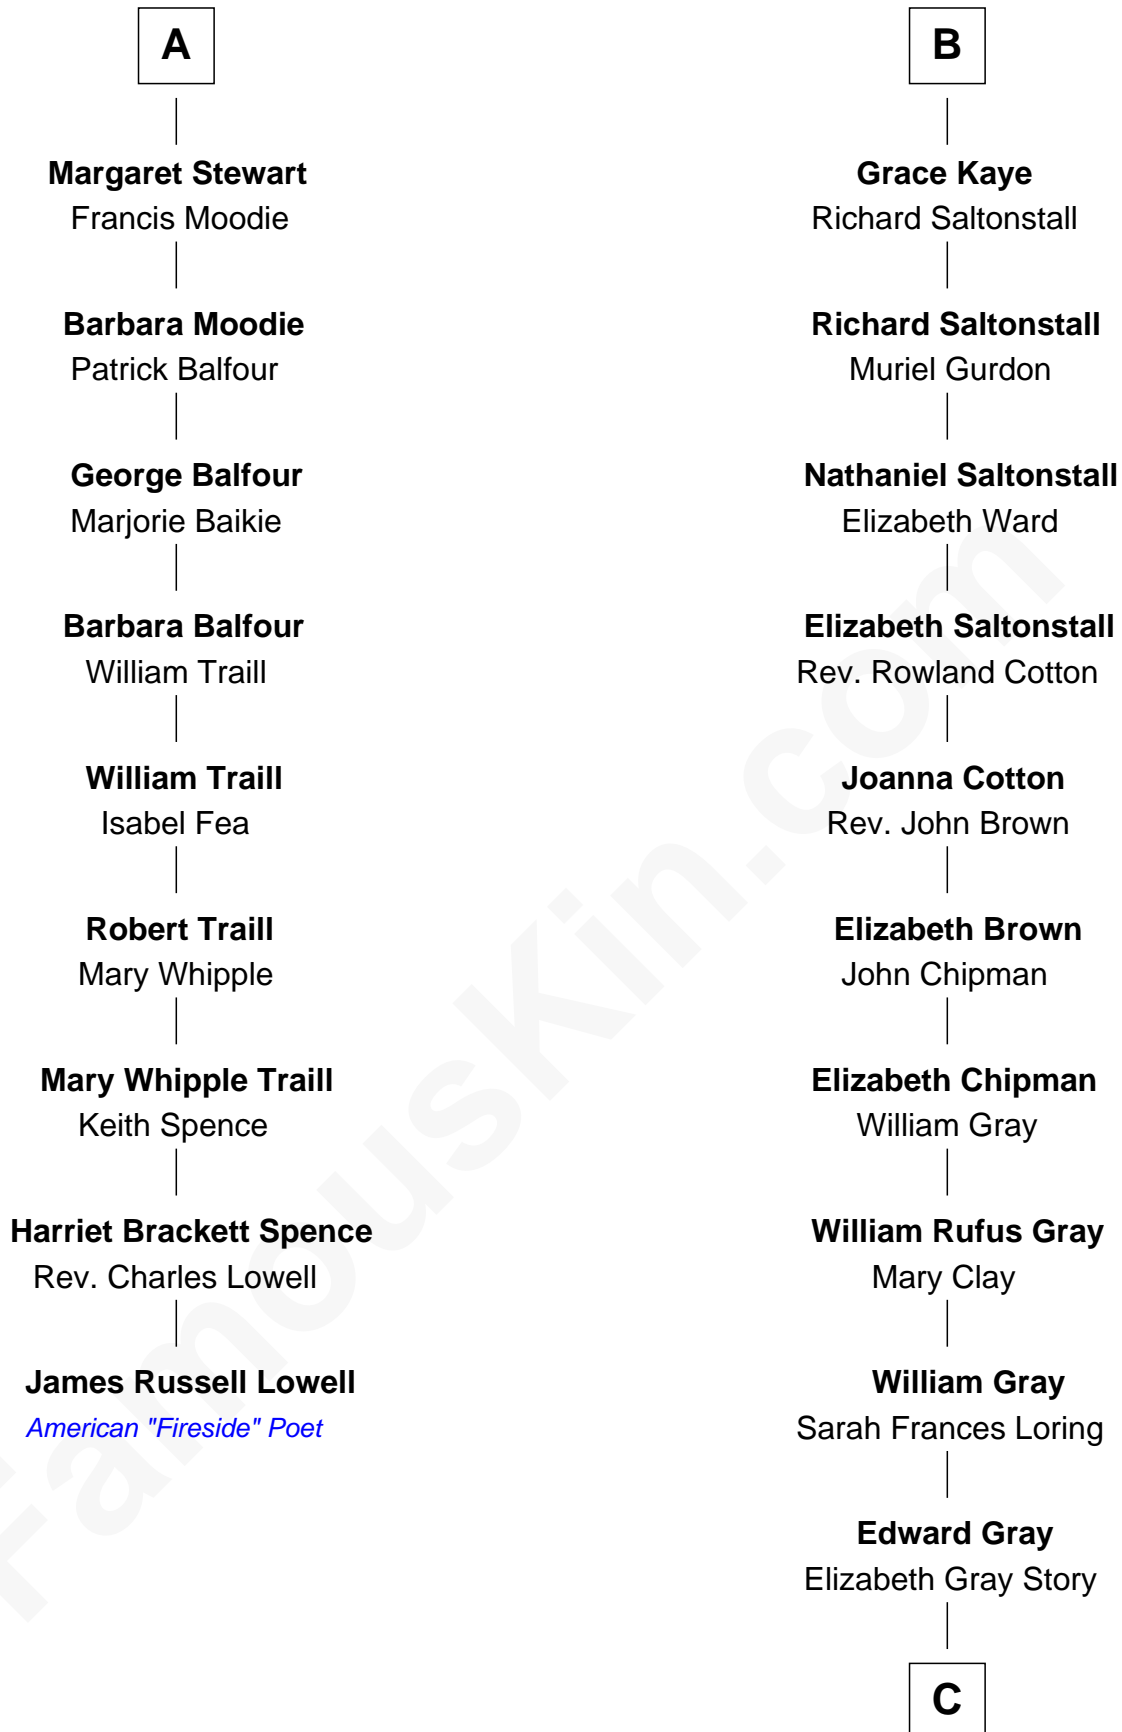 A
Margaret Stewart
Francis Moodie
Barbara Moodie
Patrick Balfour
George Balfour
Marjorie Baikie
Barbara Balfour
William Traill
William Traill
Isabel Fea
Robert Traill
Mary Whipple
Mary Whipple Traill
Keith Spence
Harriet Brackett Spence
Rev. Charles Lowell
James Russell Lowell
American "Fireside" Poet
B
Grace Kaye
Richard Saltonstall
Richard Saltonstall
Muriel Gurdon
Nathaniel Saltonstall
Elizabeth Ward
Elizabeth Saltonstall
Rev. Rowland Cotton
Joanna Cotton
Rev. John Brown
Elizabeth Brown
John Chipman
Elizabeth Chipman
William Gray
William Rufus Gray
Mary Clay
William Gray
Sarah Frances Loring
Edward Gray
Elizabeth Gray Story
C
FamousKin.com